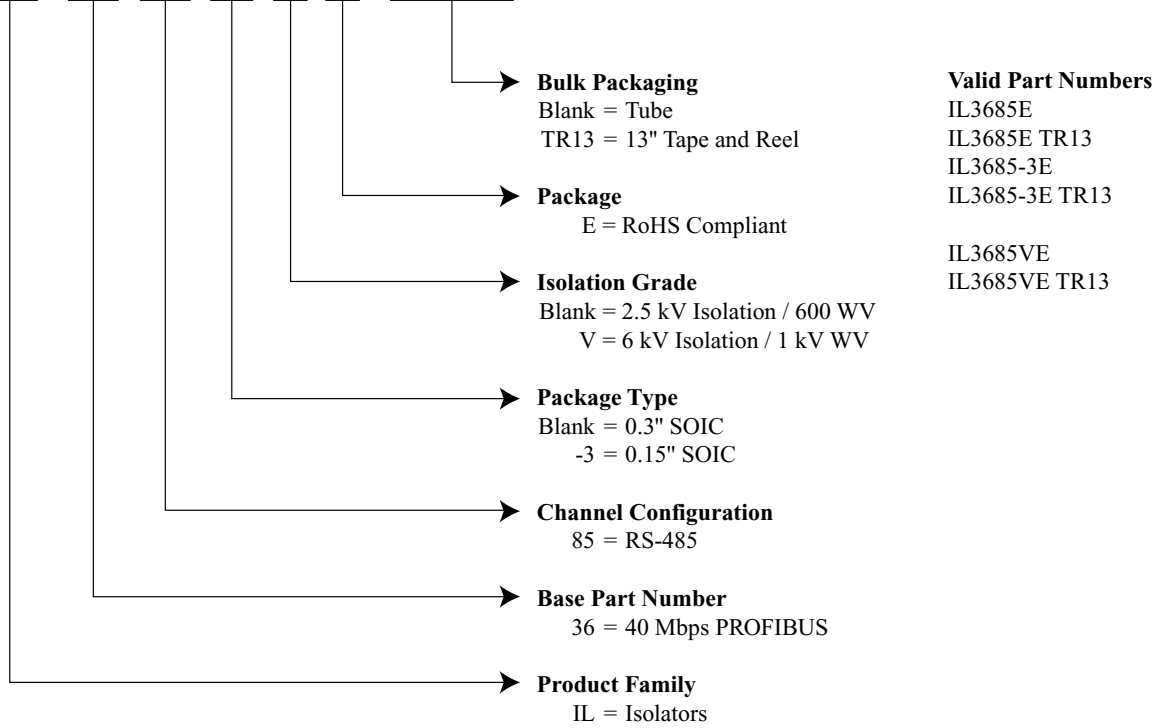 Bulk Packaging
Blank = Tube
TR13 = 13" Tape and Reel
Package
E = RoHS Compliant
Isolation Grade
Blank = 2.5 kV Isolation / 600 WV
V = 6 kV Isolation / 1 kV WV
Package Type
Blank = 0.3" SOIC
-3 = 0.15" SOIC
Channel Configuration
85 = RS-485
Base Part Number
36 = 40 Mbps PROFIBUS
Product Family
IL = Isolators
Valid Part Numbers
IL3685E
IL3685E TR13
IL3685-3E
IL3685-3E TR13
IL3685VE
IL3685VE TR13